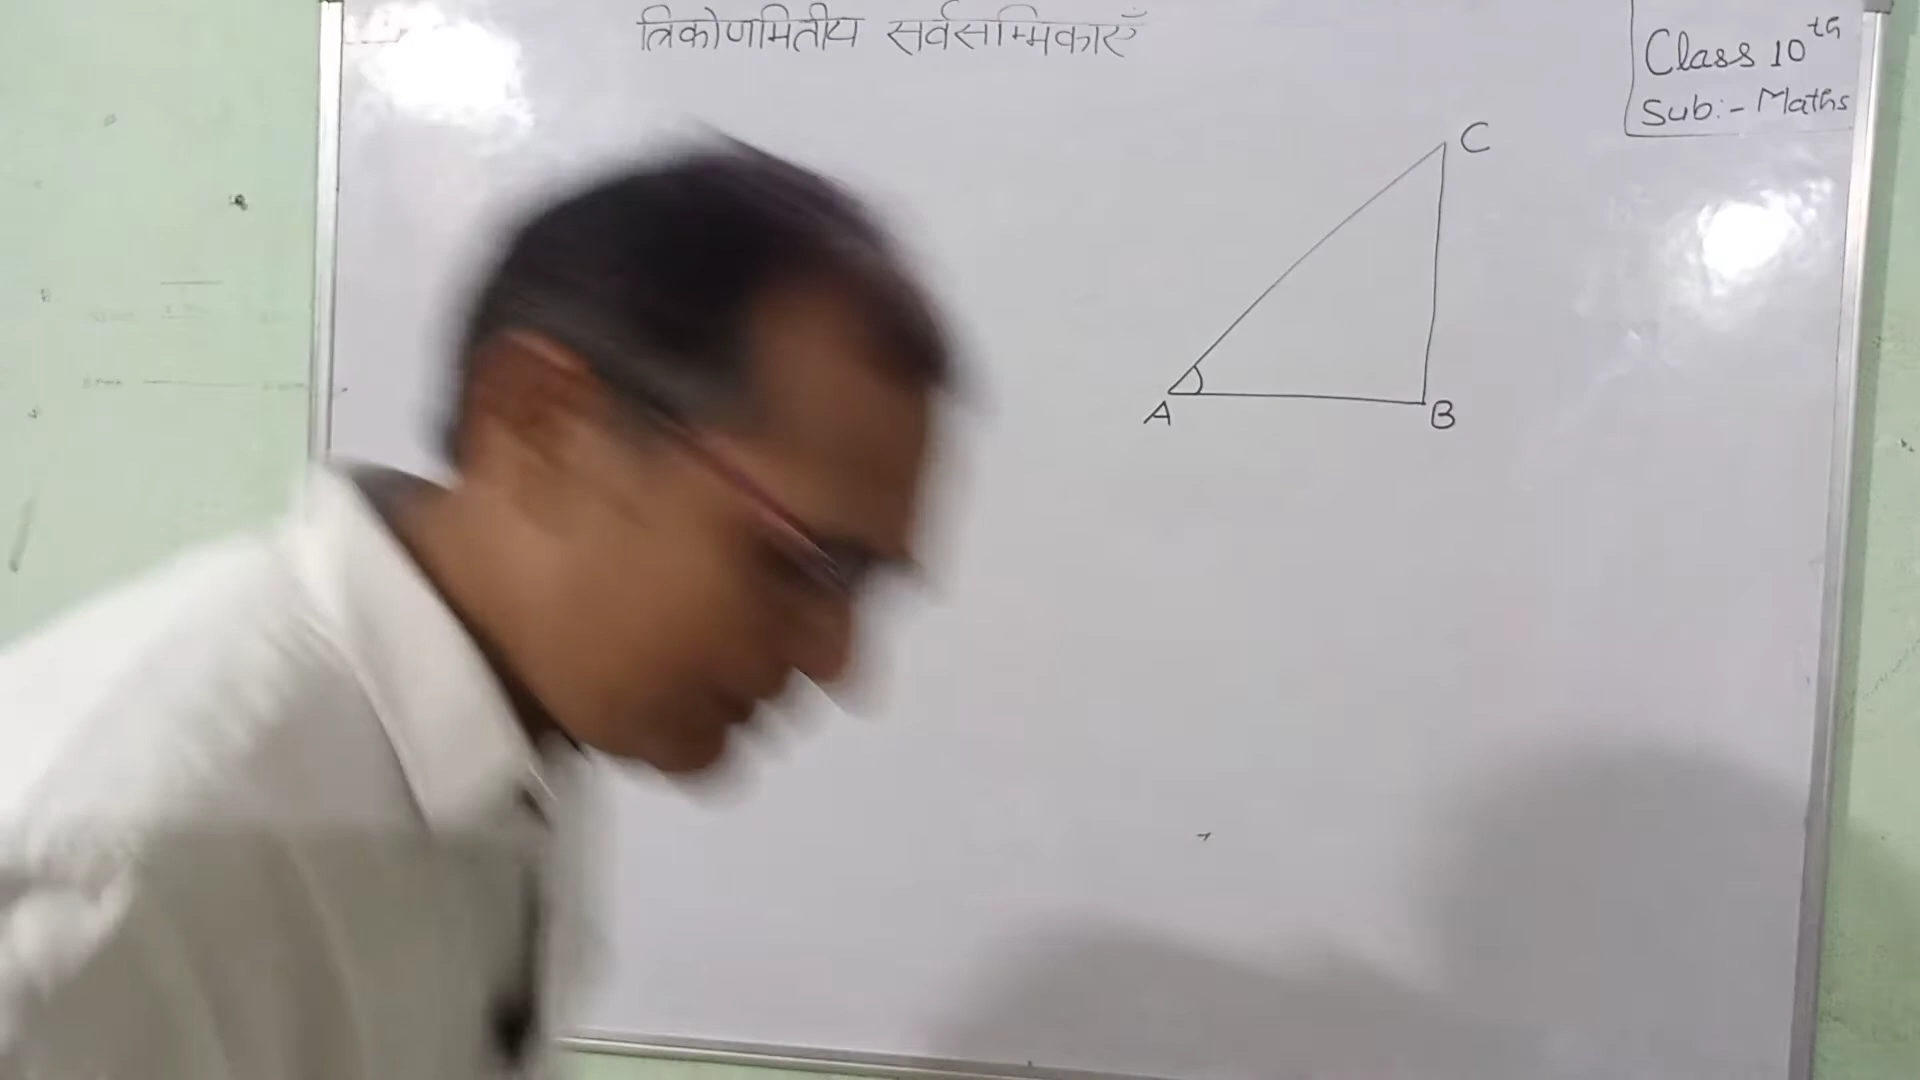 त्रिकोणमितीय सर्वसम्मिकाएँ
Class 10th
Sub:- Maths
C
A
B